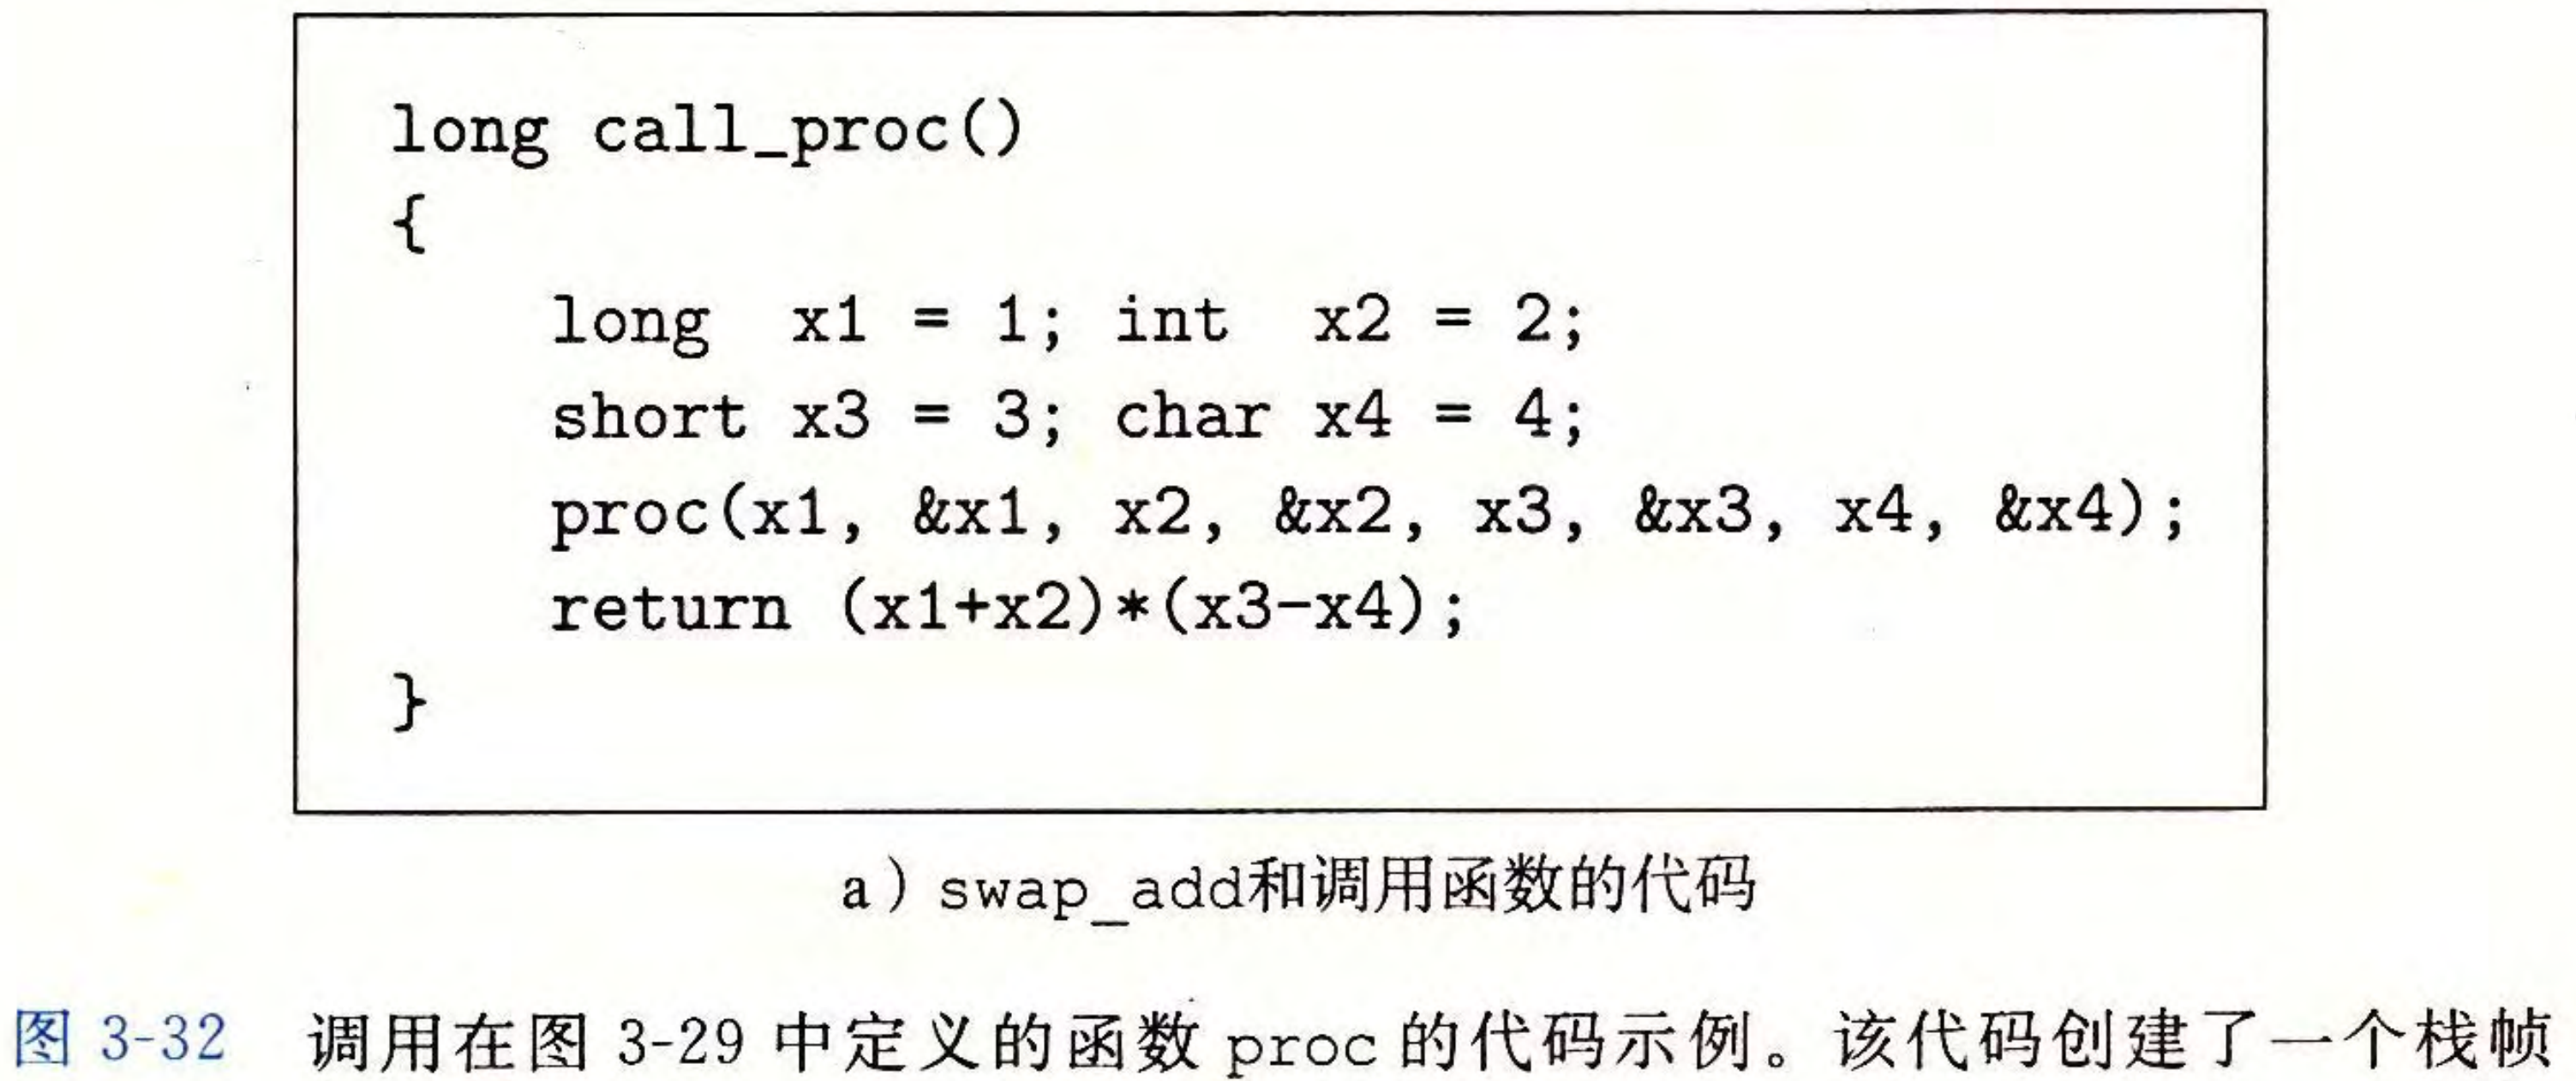 long call_proc()
{
long x1 = 1; int x2 = 2;
short x3 = 3; char x4 = 4;
proc(x1, &x1, x2, &x2, x3, &x3, x4, &x4);
return (x1+x2)*(x3-x4);
}
a）swap_add和调用函数的代码
图 3-32 调用在图 3-29 中定义的函数 proc 的代码示例。该代码创建了一个栈帧